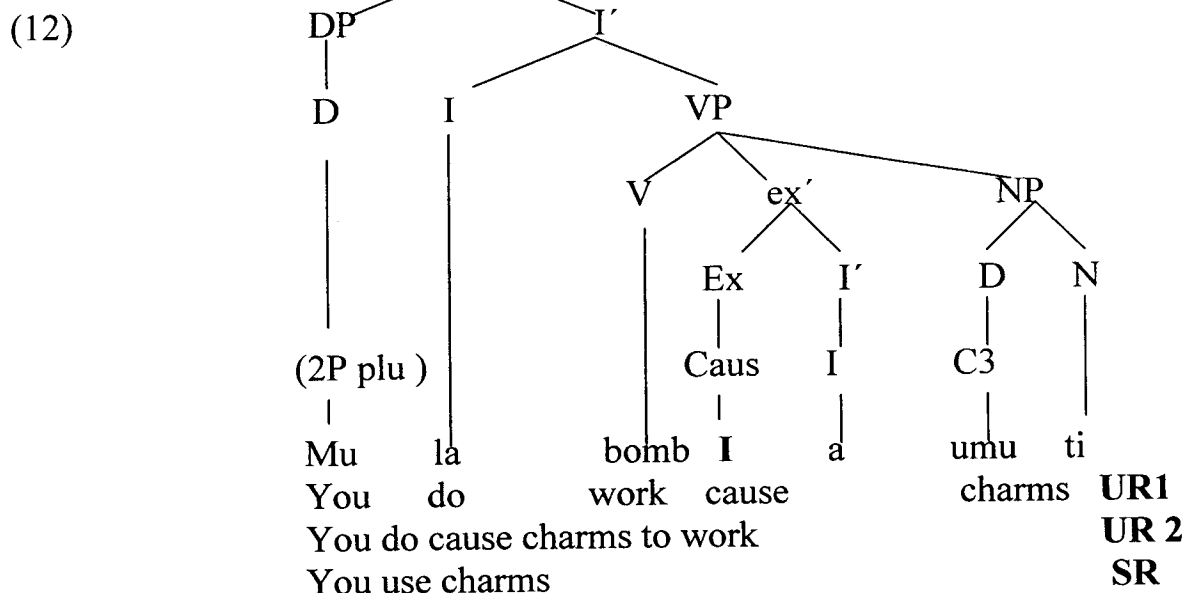 (12) DP I´
D I VP
V ex´ NP
Ex I´ D N
(2P plu ) Caus I C3
Mu la bomb I a umu ti
You do work cause charms UR1
You do cause charms to work UR 2
You use charms SR